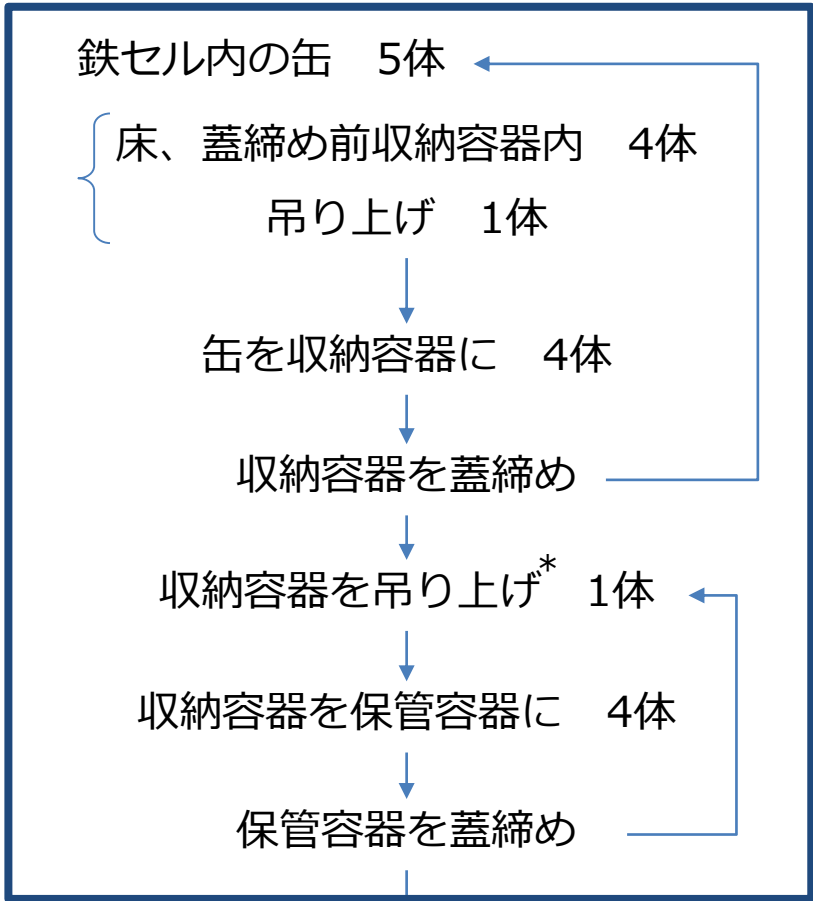 鉄セル内の缶　5体
床、蓋締め前収納容器内　4体
吊り上げ　1体
缶を収納容器に　4体
収納容器を蓋締め
収納容器を吊り上げ*　1体
収納容器を保管容器に　4体
保管容器を蓋締め